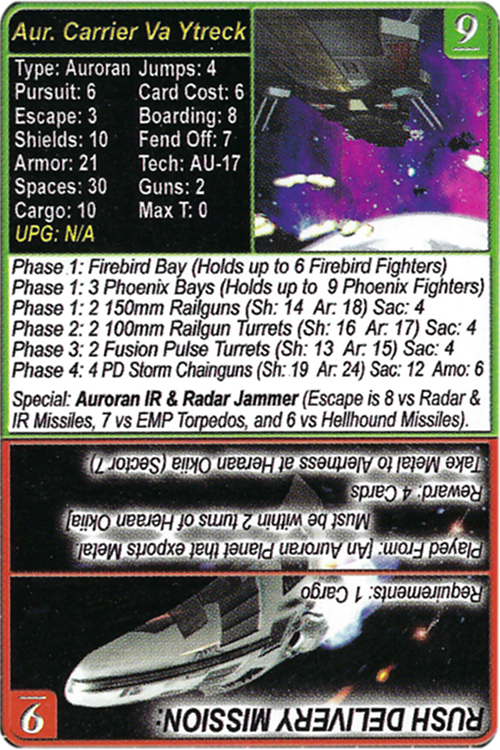 Aur. Carrier Va Ytreck
9
Type: Auroran Jumps: 4
Pursuit: 6 Card Cost: 6
Escape: 3 Boarding: 8
Shields: 10 Fend Off: 7
Armor: 21 Tech: AU-17
Spaces: 30 Guns: 2
Cargo: 10 Max T: 0
UPG: N/A
Phase 1: Firebird Bay (Holds up to 6 Firebird Fighters)
Phase 1: 3 Phoenix Bays (Holds up to 9 Phoenix Fighters)
Phase 1: 2 150mm Railguns (Sh: 14 Ar: 18) Sac: 4
Phase 2: 2 100mm Railgun Turrets (Sh: 16 Ar: 17) Sac: 4
Phase 3: 2 Fusion Pulse Turrets (Sh: 13 Ar: 15) Sac: 4
Phase 4: 4 PD Storm Chainguns (Sh: 19 Ar: 24) Sac: 12 Amo: 6
Special: Auroran IR & Radar Jammer (Escape is 8 vs Radar &
IR Missiles, 7 vs EMP Torpedos, and 6 vs Hellhound Missiles).
RUSH DELIVERY MISSION:
9
Requirements: 1 Cargo
Played From: [An Auroran Planet that exports Metal
Must be within 2 turns of Heraan Okiia]
Reward: 4 Cards
Take Metal to Alertness at Heraan Okiia (Sector 7)